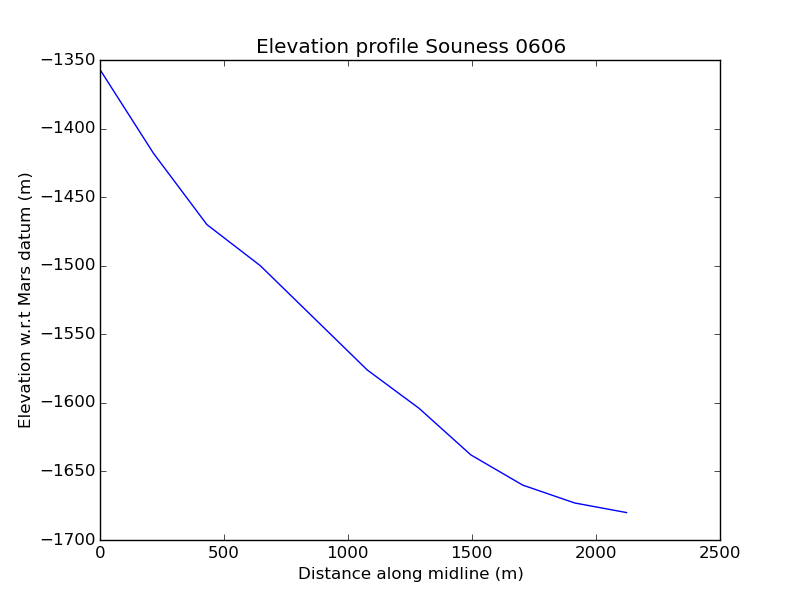 Elevation profile Souness 0606
−1350
−1400
−1450
−1500
−1550
−1600
−1650
−1700
Elevation w.r.t Mars datum (m)
0 500 1000 1500 2000 2500
Distance along midline (m)